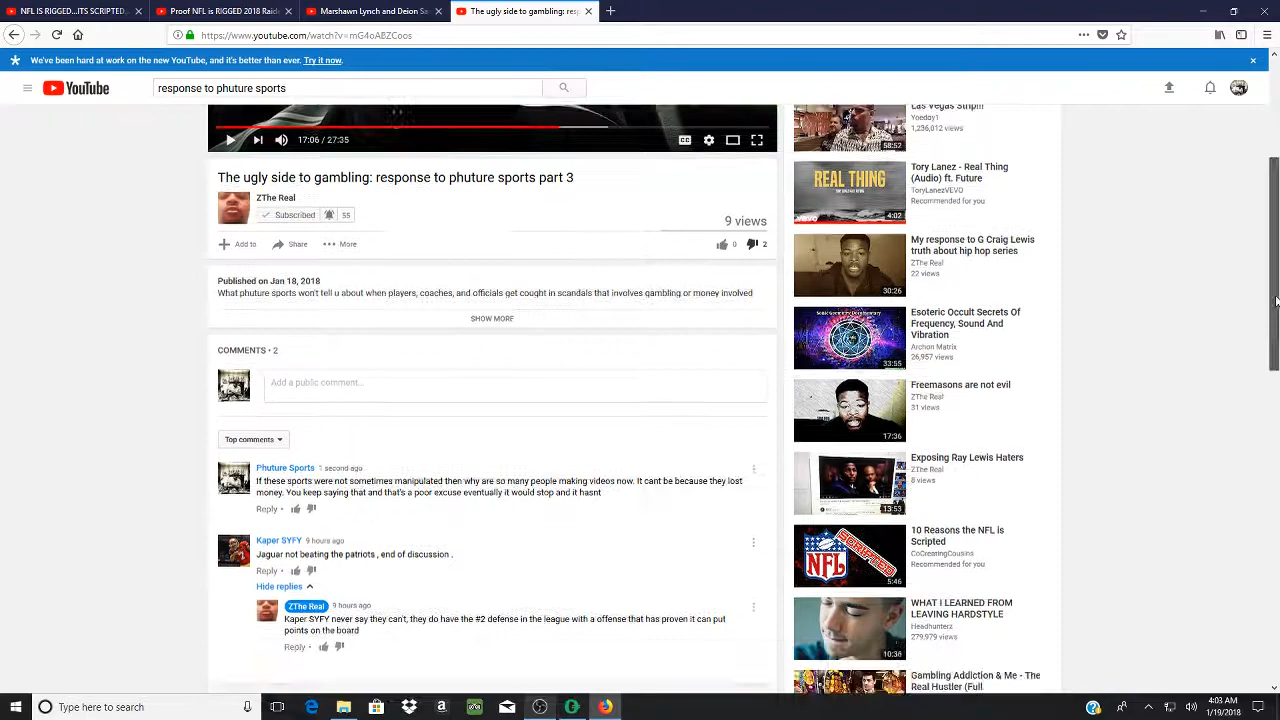 NFL IS RIGGED...ITS SCRIPTED
Proof NFL is RIGGED 2018 Raide
Marshawn Lynch and Deion Sa
The ugly side to gambling: resp
https://www.youtube.com/watch?v=mG4oABZCoos
We've been hard at work on the new YouTube, and it's better than ever. Try it now.
YouTube
response to phuture sports
17:06 / 27:35
CC
The ugly side to gambling: response to phuture sports part 3
ZThe Real
Subscribed 55
9 views
Add to Share More
0 2
Published on Jan 18, 2018
What phuture sports won't tell u about when players, coaches, and officials get cought in scandals that involves gambling or money involved
SHOW MORE
COMMENTS • 2
Add a public comment...
Top comments
Phuture Sports 1 second ago
If these sports were not sometimes manipulated then why are so many people making videos now. It cant be because they lost
money. You keep saying that and that's a poor excuse eventually it would stop and it hasnt
Reply
Kaper SYFY 9 hours ago
Jaguar not beating the patriots , end of discussion .
Reply
Hide replies
ZThe Real 9 hours ago
Kaper SYFY never say they can't, they do have the #2 defense in the league with a offense that has proven it can put
points on the board
Reply
Las Vegas Strip!!!
Yoeddy1
1,236,012 views
58:52
REAL THING
vevo
4:02
Tory Lanez - Real Thing
(Audio) ft. Future
ToryLanezVEVO
Recommended for you
My response to G Craig Lewis
truth about hip hop series
ZThe Real
22 views
30:26
Sonic Geometry Documentary
Esoteric Occult Secrets Of
Frequency, Sound And
Vibration
Archon Matrix
26,957 views
33:55
Freemasons are not evil
ZThe Real
31 views
17:36
Exposing Ray Lewis Haters
ZThe Real
8 views
13:53
NFL
SCRIPTED
10 Reasons the NFL is
Scripted
CoCreatingCousins
Recommended for you
5:46
WHAT I LEARNED FROM
LEAVING HARDSTYLE
Headhunterz
279,979 views
10:36
Gambling Addiction & Me - The
Real Hustler (Full
Type here to search
4:03 AM
1/19/2018